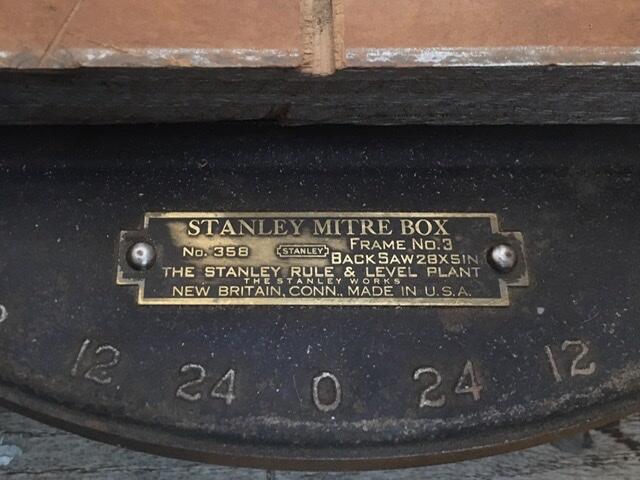 STANLEY MITRE BOX
No. 358 STANLEY FRAME No. 3
BACK SAW 28X5IN.
THE STANLEY RULE & LEVEL PLANT
THE STANLEY WORKS
NEW BRITAIN, CONN., MADE IN U.S.A.
12 24 0 24 12